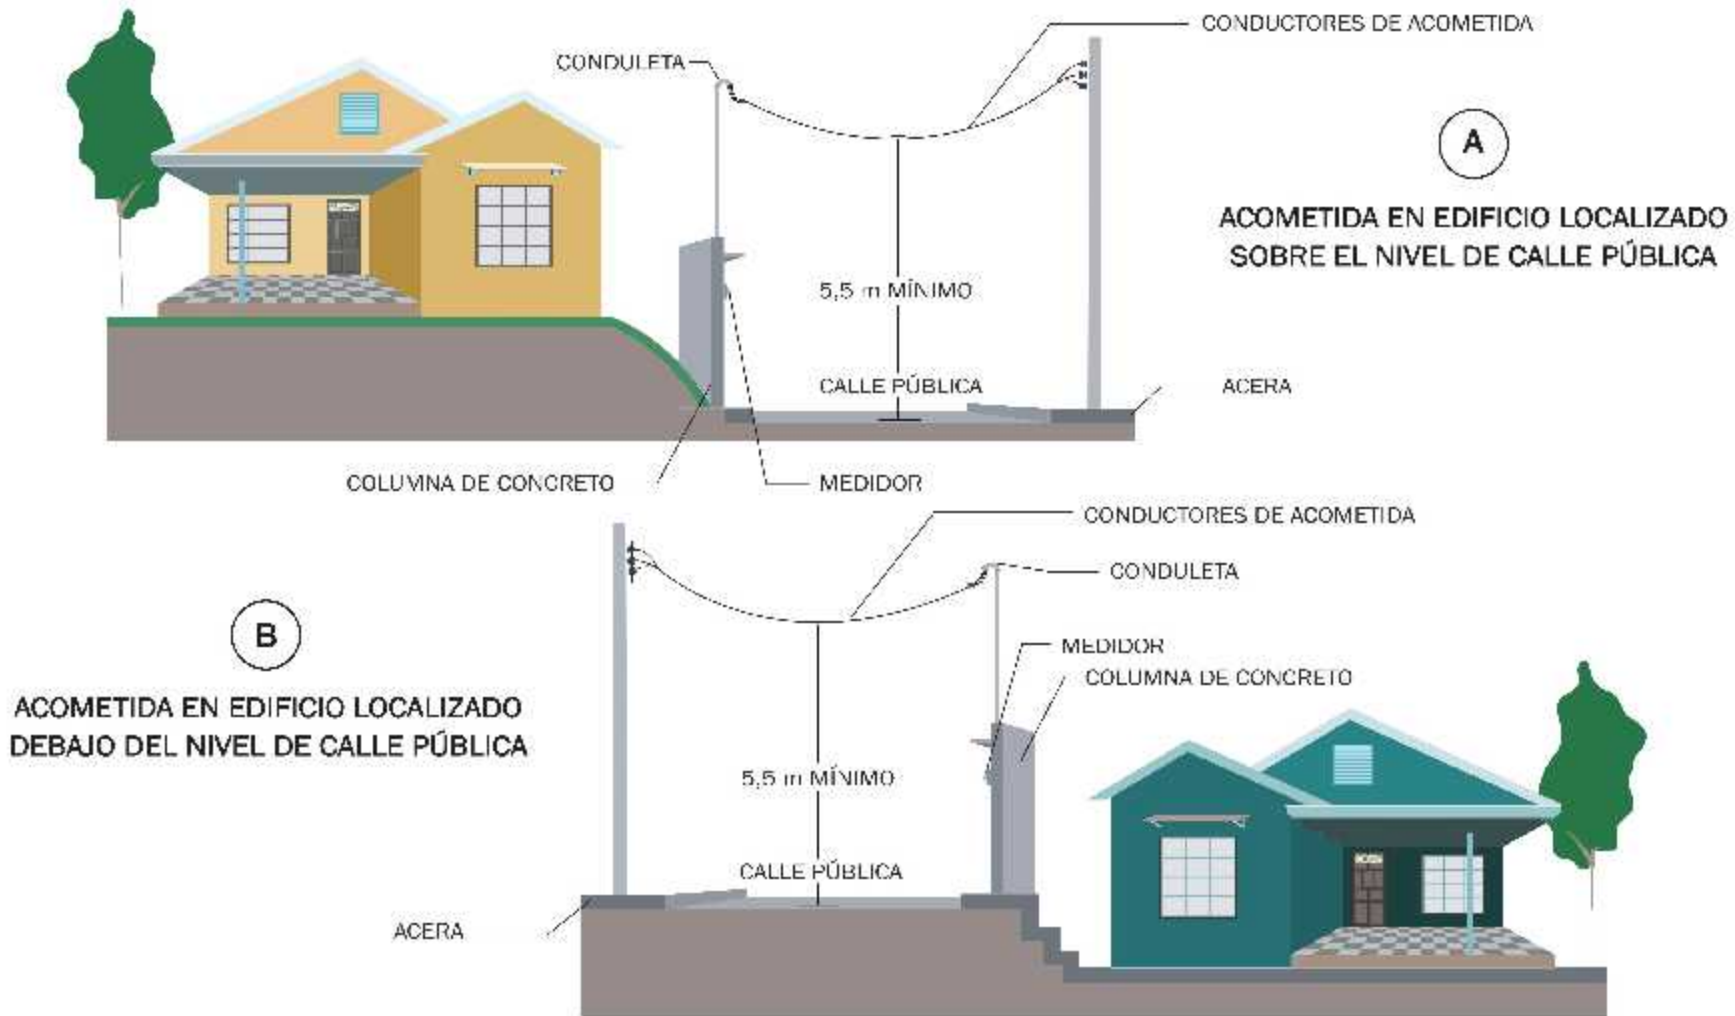 CONDUCTORES DE ACOMETIDA
CONDULETA
A
ACOMETIDA EN EDIFICIO LOCALIZADO
SOBRE EL NIVEL DE CALLE PÚBLICA
5,5 m MÍNIMO
CALLE PÚBLICA
ACERA
COLUMNA DE CONCRETO
MEDIDOR
CONDUCTORES DE ACOMETIDA
CONDULETA
B
MEDIDOR
COLUMNA DE CONCRETO
ACOMETIDA EN EDIFICIO LOCALIZADO
DEBAJO DEL NIVEL DE CALLE PÚBLICA
5,5 m MÍNIMO
CALLE PÚBLICA
ACERA